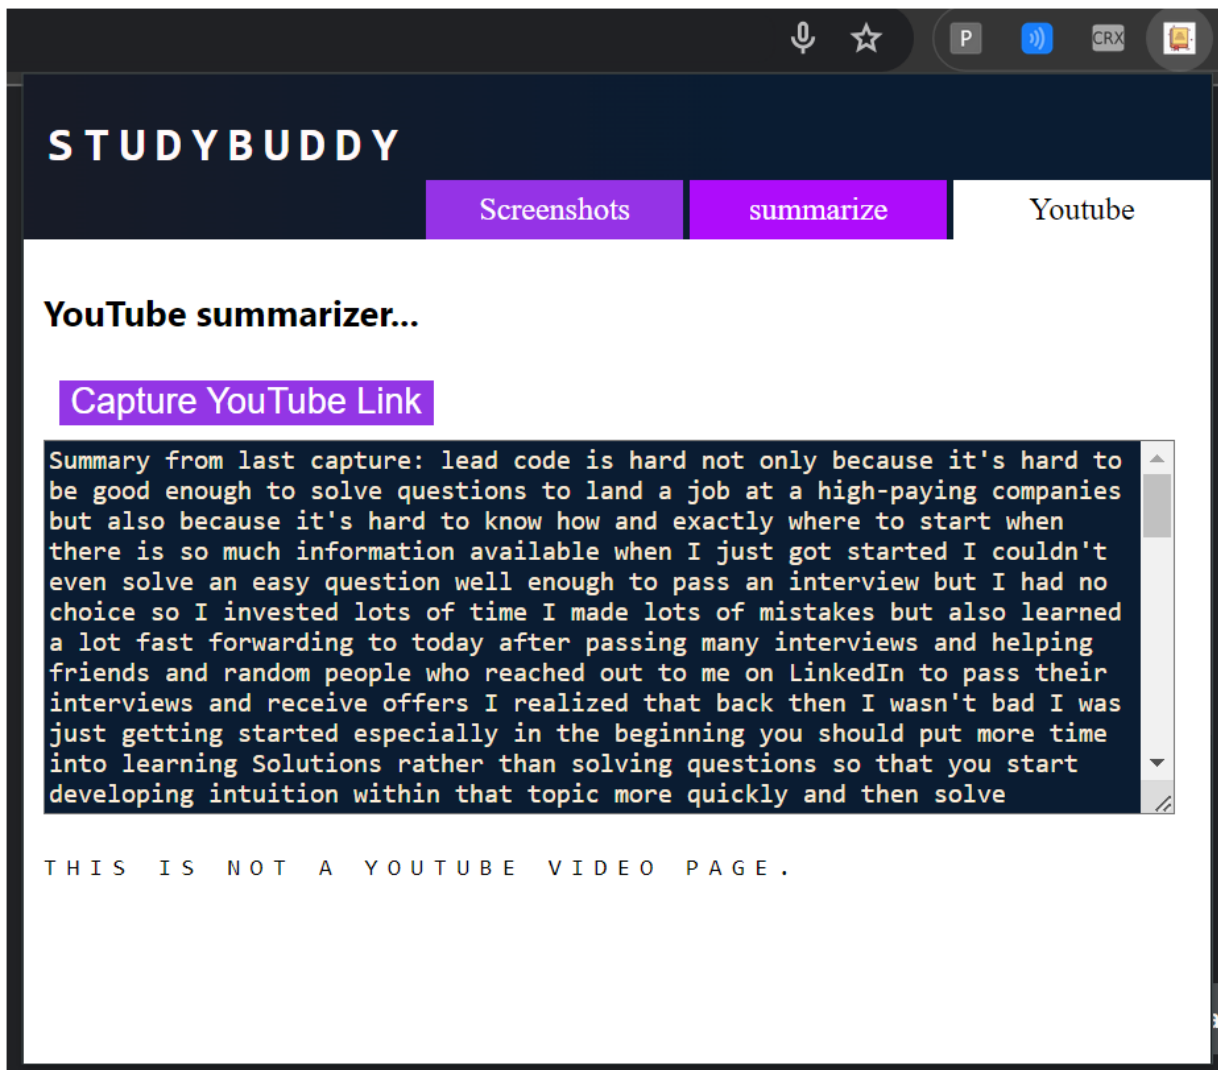 P
CRX
STUDYBUDDY
Screenshots
summarize
Youtube
YouTube summarizer...
Capture YouTube Link
Summary from last capture: lead code is hard not only because it's hard to
be good enough to solve questions to land a job at a high-paying companies
but also because it's hard to know how and exactly where to start when
there is so much information available when I just got started I couldn't
even solve an easy question well enough to pass an interview but I had no
choice so I invested lots of time I made lots of mistakes but also learned
a lot fast forwarding to today after passing many interviews and helping
friends and random people who reached out to me on LinkedIn to pass their
interviews and receive offers I realized that back then I wasn't bad I was
just getting started especially in the beginning you should put more time
into learning Solutions rather than solving questions so that you start
developing intuition within that topic more quickly and then solve
THIS IS NOT A YOUTUBE VIDEO PAGE.